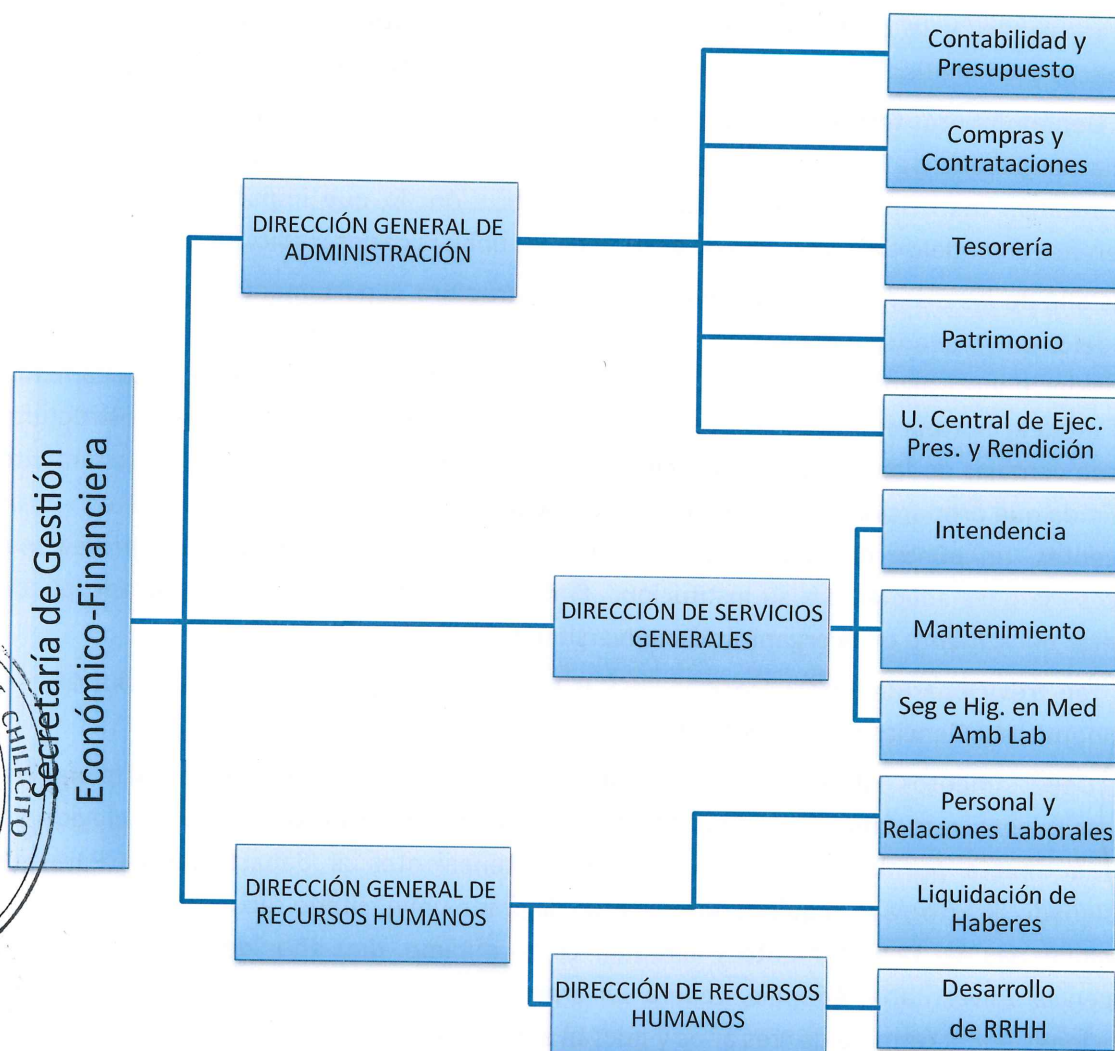 Secretaría de Gestión
Económico-Financiera
DIRECCIÓN GENERAL DE
ADMINISTRACIÓN
Contabilidad y
Presupuesto
Compras y
Contrataciones
Tesorería
Patrimonio
U. Central de Ejec.
Pres. y Rendición
DIRECCIÓN DE SERVICIOS
GENERALES
Intendencia
Mantenimiento
Seg e Hig. en Med
Amb Lab
DIRECCIÓN GENERAL DE
RECURSOS HUMANOS
Personal y
Relaciones Laborales
Liquidación de
Haberes
DIRECCIÓN DE RECURSOS
HUMANOS
Desarrollo
de RRHH
CHILECITO